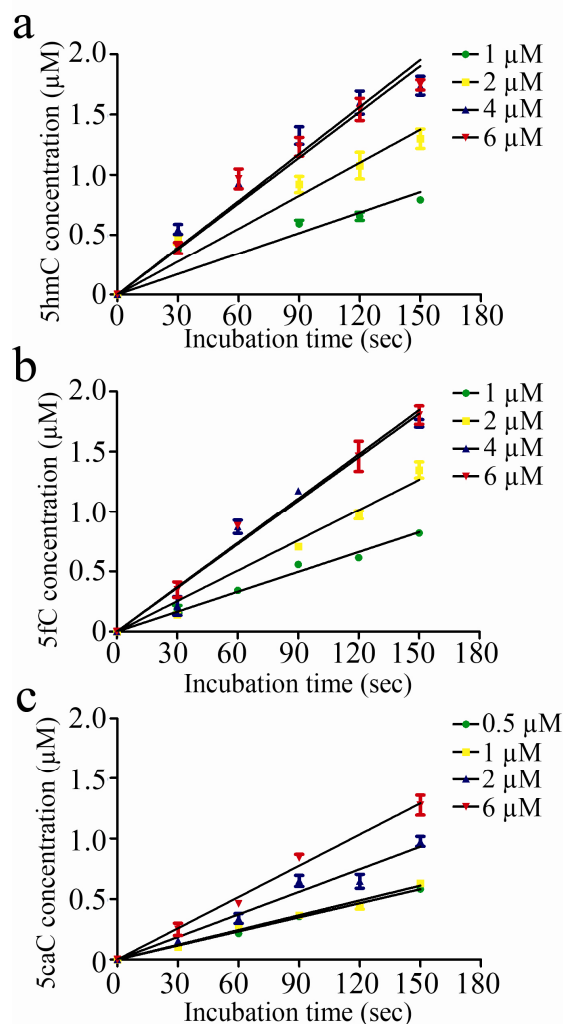 a
5hmC concentration (µM)
2.0
1.5
1.0
0.5
0
0 30 60 90 120 150 180
Incubation time (sec)
1 µM
2 µM
4 µM
6 µM
b
5fC concentration (µM)
2.0
1.5
1.0
0.5
0
0 30 60 90 120 150 180
Incubation time (sec)
1 µM
2 µM
4 µM
6 µM
c
5caC concentration (µM)
2.0
1.5
1.0
0.5
0
0 30 60 90 120 150 180
Incubation time (sec)
0.5 µM
1 µM
2 µM
6 µM